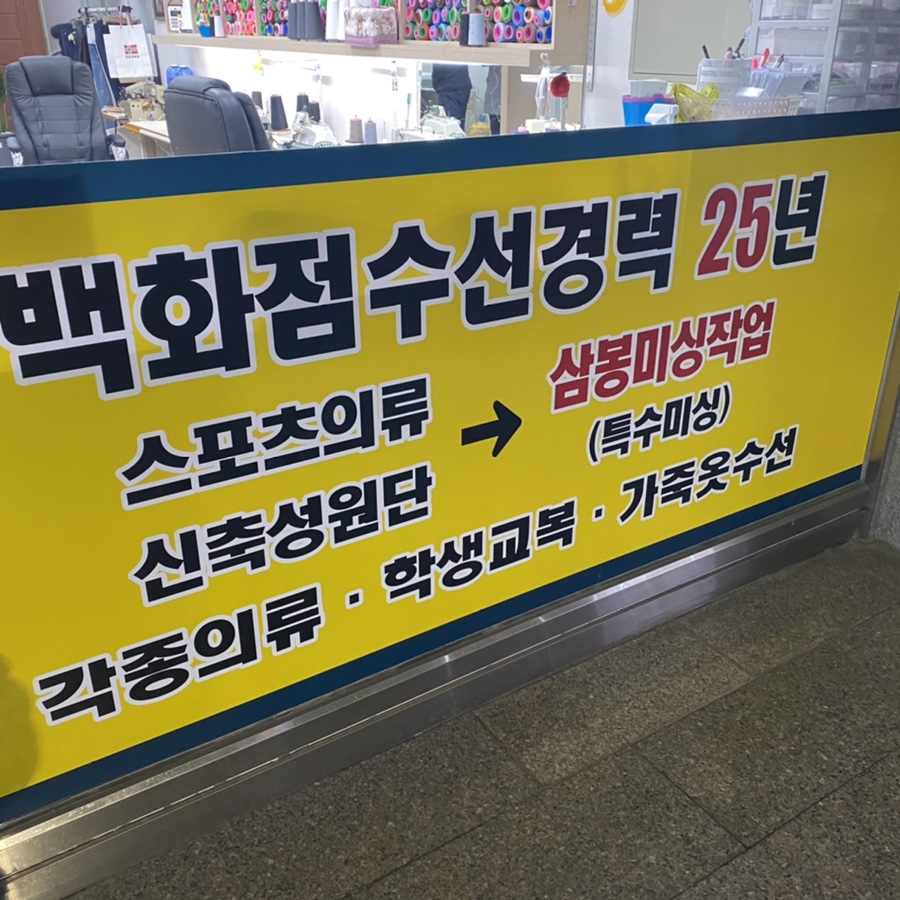 백화점수선경력 25년
스포츠의류 → 삼봉미싱작업
신축성원단 (특수미싱)
각종의류 · 학생교복 · 가죽옷수선